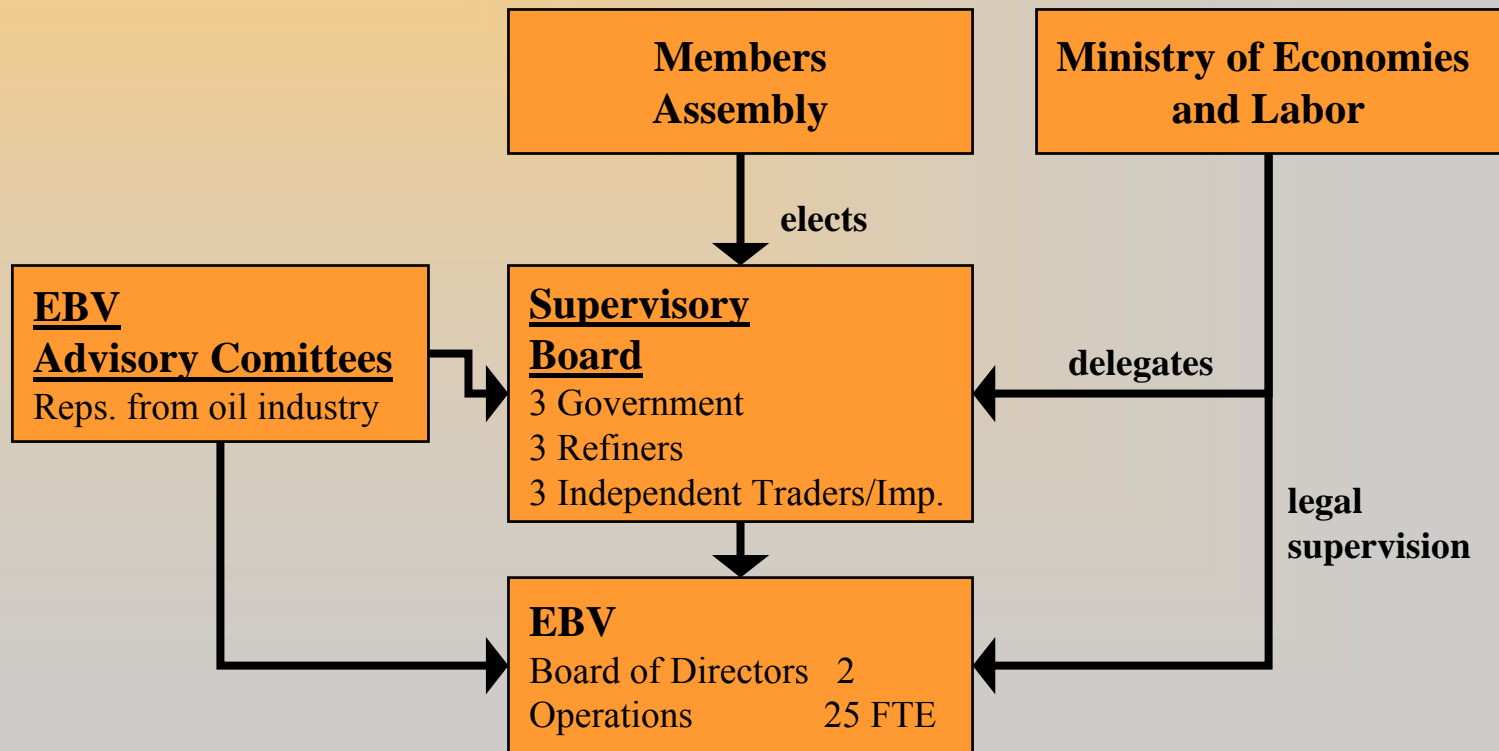 Members
Assembly
Ministry of Economies
and Labor
elects
EBV
Advisory Comittees
Reps. from oil industry
Supervisory
Board
3 Government
3 Refiners
3 Independent Traders/Imp.
delegates
legal
supervision
EBV
Board of Directors 2
Operations 25 FTE